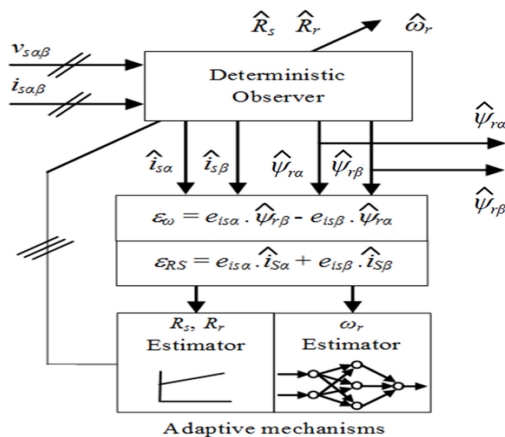 R̂s R̂r ω̂r
vsαβ
isαβ
Deterministic
Observer
îsα îsβ ψ̂rα ψ̂rβ
ψ̂rα
ψ̂rβ
εω = eisα . ψ̂rβ - eisβ . ψ̂rα
εRS = eisα . îSα + eisβ . îSβ
Rs, Rr
Estimator
ωr
Estimator
Adaptive mechanisms